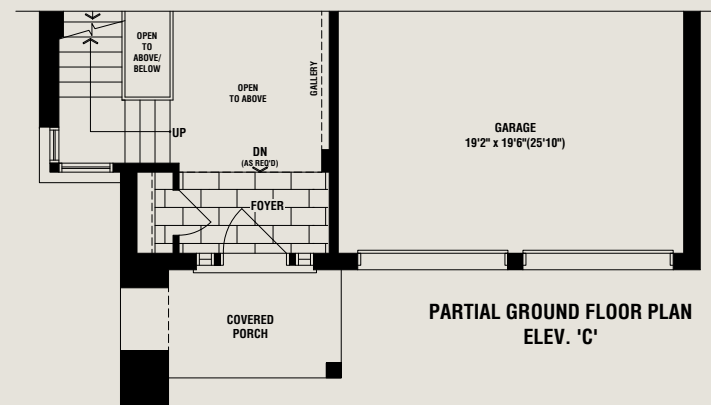 OPEN
TO
ABOVE/
BELOW
OPEN
TO ABOVE
GALLERY
GARAGE
19'2" x 19'6"(25'10")
UP
DN
(AS REQ'D)
FOYER
COVERED
PORCH
PARTIAL GROUND FLOOR PLAN
ELEV. 'C'